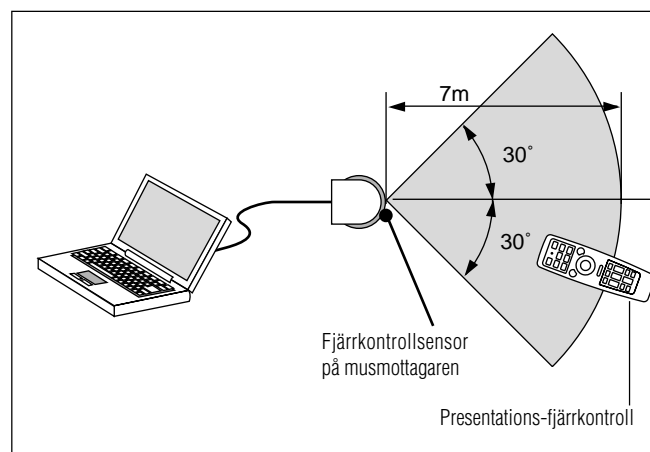 7m
30˚
30˚
Fjärrkontrollsensor
på musmottagaren
Presentations-fjärrkontroll